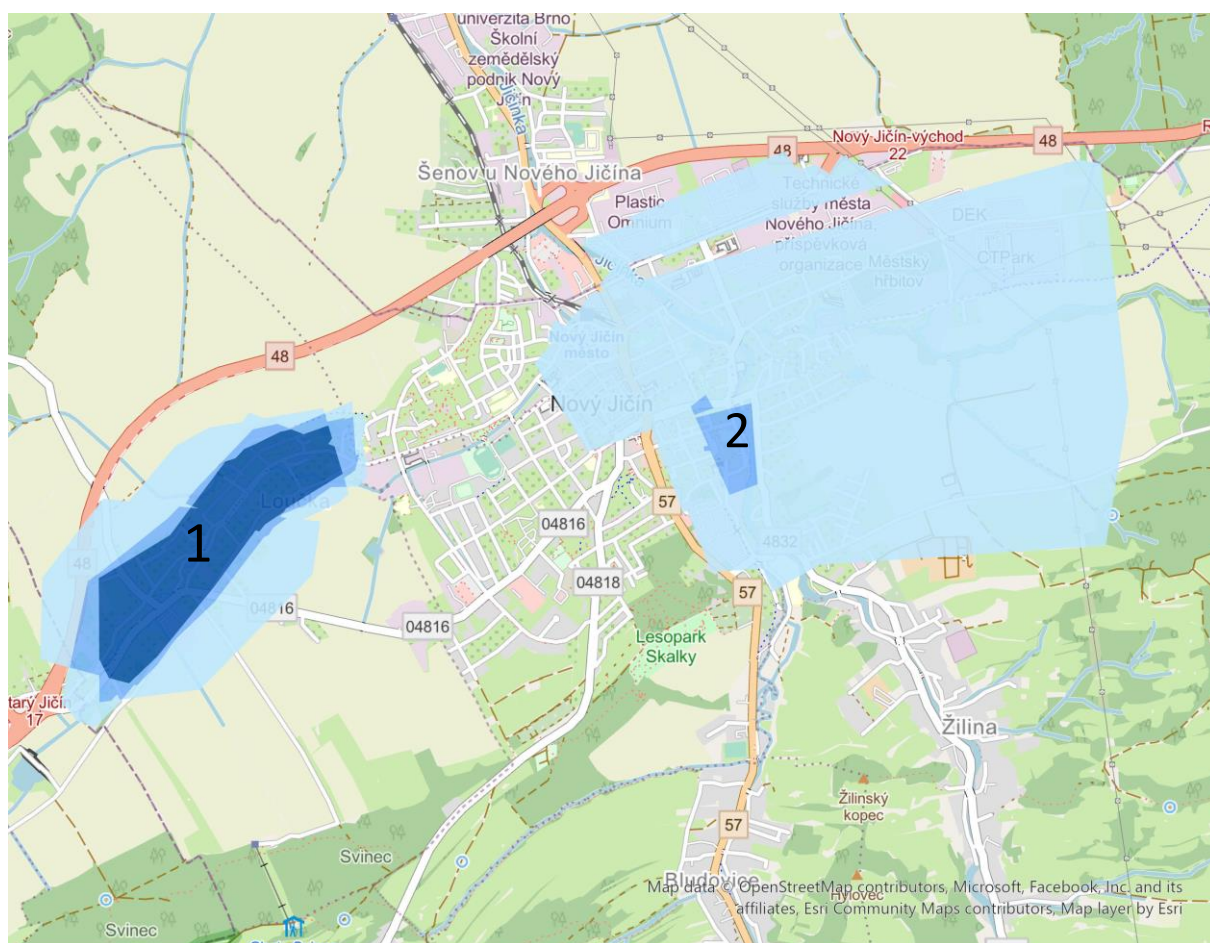 univerzita Brno
Školní
zemědělský
podnik Nový
Jičín
Jičínka
Šenov u Nového Jičína
48
Nový Jičín-východ
22
48
Plastic
Omnium
Technické
služby města
Nového Jičína,
příspěvková
organizace
DEK
CTPark
Městský
hřbitov
48
Nový Jičín
město
Nový Jičín
2
Loučka
1
48
57
04816
4832
04816
04816
04818
57
Lesopark
Skalky
tarý Jičín
17
Žilina
Žilinský
kopec
57
Svinec
Bludovice
Hýlovec
Svinec
Map data © OpenStreetMap contributors, Microsoft, Facebook, Inc. and its
affiliates, Esri Community Maps contributors, Map layer by Esri